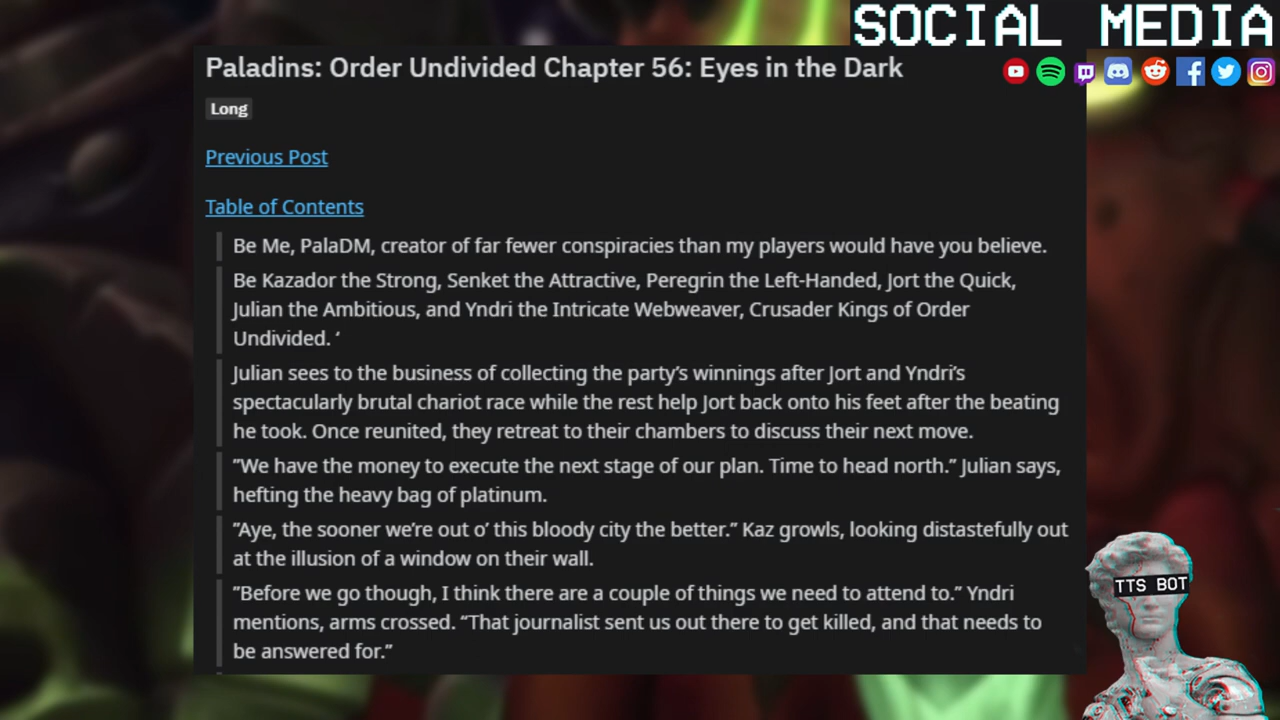 SOCIAL MEDIA
Paladins: Order Undivided Chapter 56: Eyes in the Dark
Long
Previous Post
Table of Contents
Be Me, PalaDM, creator of far fewer conspiracies than my players would have you believe.
Be Kazador the Strong, Senket the Attractive, Peregrin the Left-Handed, Jort the Quick,
Julian the Ambitious, and Yndri the Intricate Webweaver, Crusader Kings of Order
Undivided. ‘
Julian sees to the business of collecting the party’s winnings after Jort and Yndri’s
spectacularly brutal chariot race while the rest help Jort back onto his feet after the beating
he took. Once reunited, they retreat to their chambers to discuss their next move.
”We have the money to execute the next stage of our plan. Time to head north.” Julian says,
hefting the heavy bag of platinum.
”Aye, the sooner we’re out o’ this bloody city the better.” Kaz growls, looking distastefully out
at the illusion of a window on their wall.
”Before we go though, I think there are a couple of things we need to attend to.” Yndri
mentions, arms crossed. “That journalist sent us out there to get killed, and that needs to
be answered for.”
TTS BOT